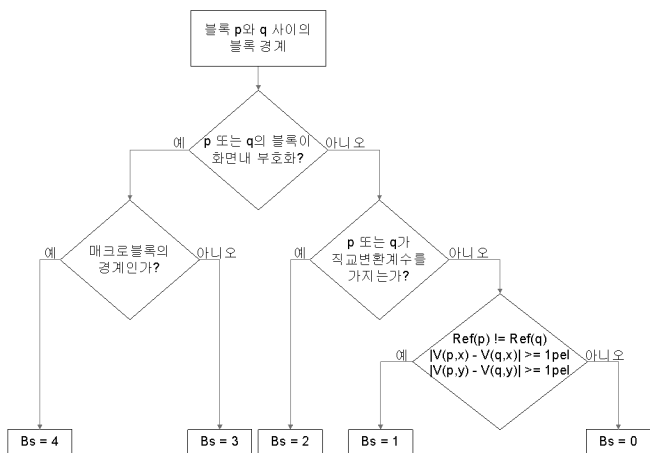 블록 p와 q 사이의
블록 경계
예
p 또는 q의 블록이
화면내 부호화?
아니오
예
매크로블록의
경계인가?
아니오
예
p 또는 q가
직교변환계수를
가지는가?
아니오
예
Ref(p) != Ref(q)
|V(p,x) - V(q,x)| >= 1pel
|V(p,y) - V(q,y)| >= 1pel
아니오
Bs = 4
Bs = 3
Bs = 2
Bs = 1
Bs = 0